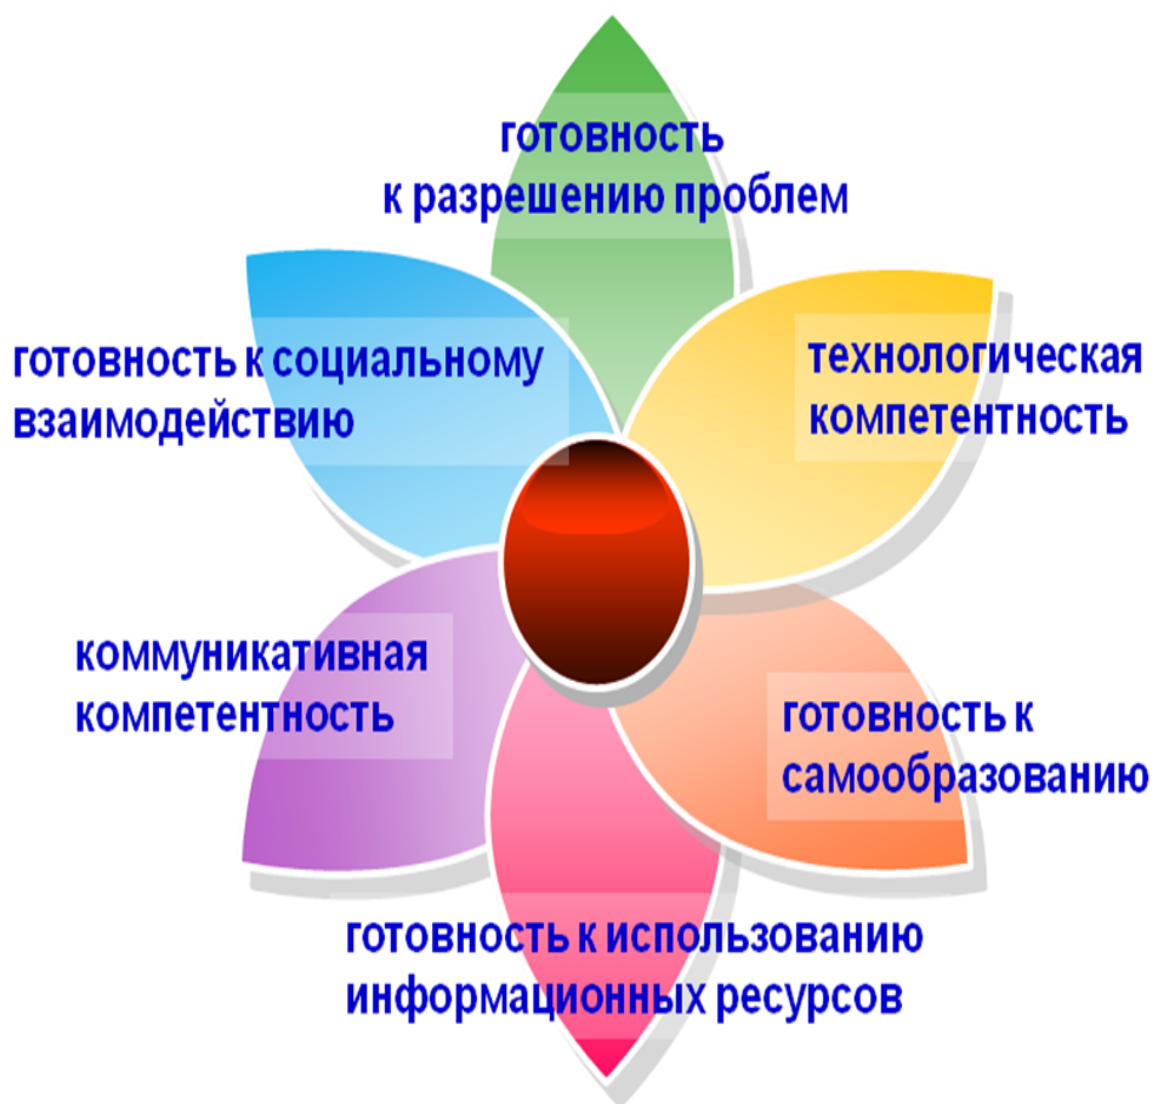 готовность
к разрешению проблем
готовность к социальному
взаимодействию
технологическая
компетентность
коммуникативная
компетентность
готовность к
самообразованию
готовность к использованию
информационных ресурсов